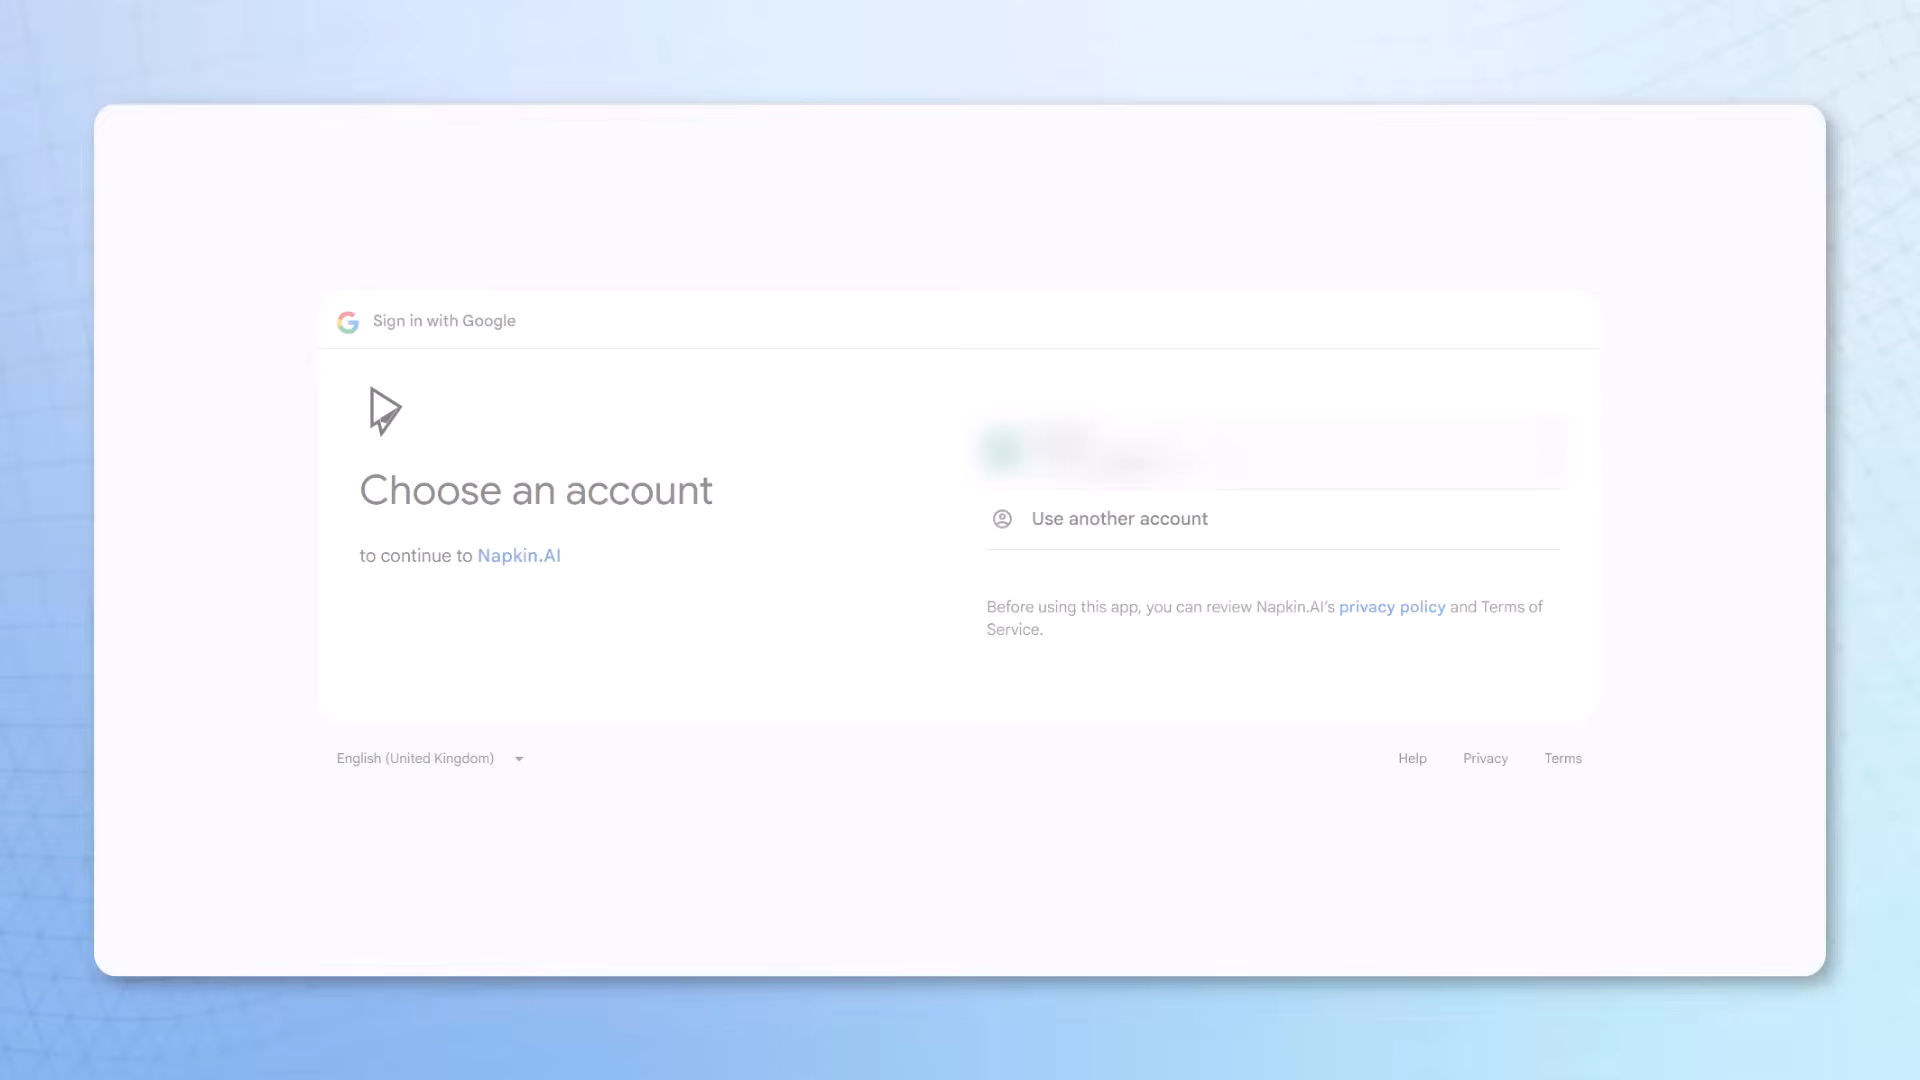 Sign in with Google
Choose an account
to continue to Napkin.AI
Use another account
Before using this app, you can review Napkin.AI's privacy policy and Terms of
Service.
English (United Kingdom)
Help Privacy Terms